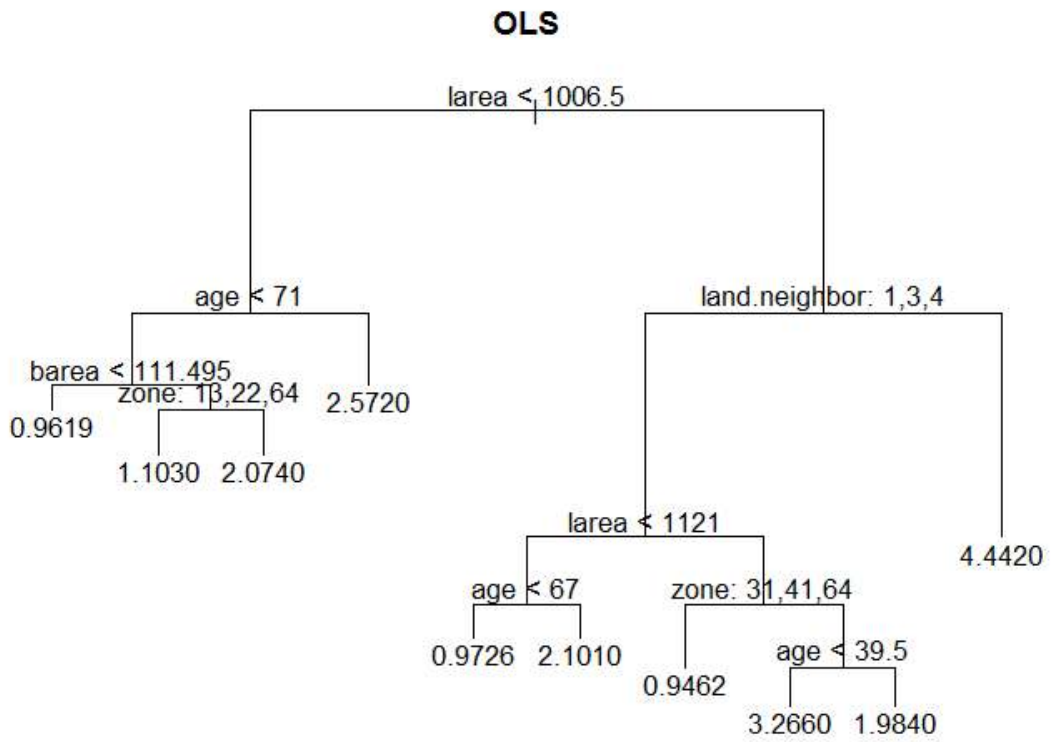 OLS
larea < 1006.5
age < 71
land.neighbor: 1,3,4
barea < 111.495
zone: 13,22,64
2.5720
0.9619
1.1030 2.0740
larea < 1121
4.4420
age < 67
zone: 31,41,64
0.9726 2.1010
age < 39.5
0.9462
3.2660 1.9840